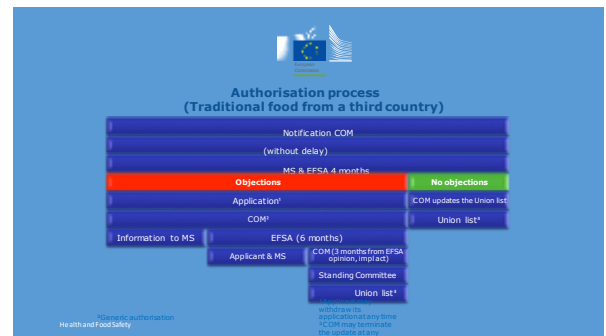 European
Commission
Authorisation process
(Traditional food from a third country)
Notification COM
(without delay)
MS & EFSA 4 months
Objections
No objections
Application¹
COM updates the Union list
COM²
Union list³
Information to MS
EFSA (6 months)
Applicant & MS
COM (3 months from EFSA
opinion, impl act)
Standing Committee
Union list³
withdraw its
application at any time
²COM may terminate
the update at any
³Generic authorisation
Health and Food Safety